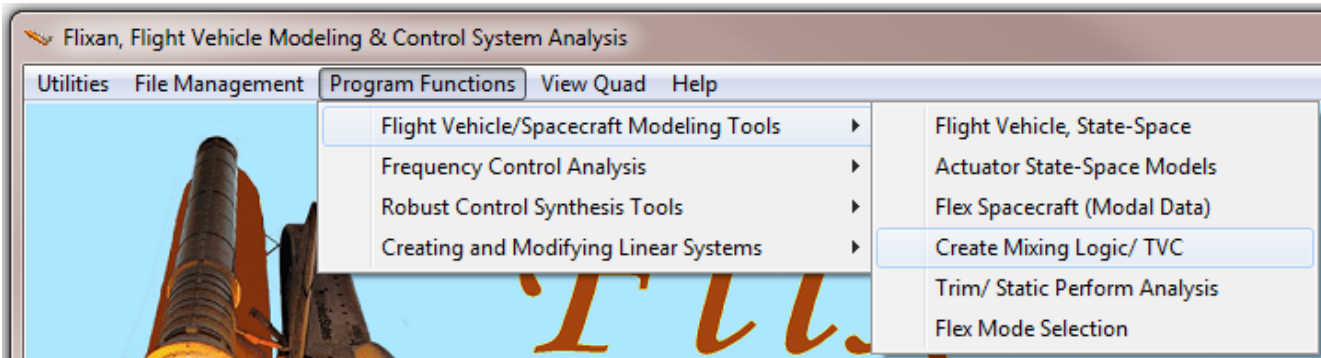 Flixan, Flight Vehicle Modeling & Control System Analysis
Utilities File Management Program Functions View Quad Help
Flight Vehicle/Spacecraft Modeling Tools
Frequency Control Analysis
Robust Control Synthesis Tools
Creating and Modifying Linear Systems
Flight Vehicle, State-Space
Actuator State-Space Models
Flex Spacecraft (Modal Data)
Create Mixing Logic/ TVC
Trim/ Static Perform Analysis
Flex Mode Selection